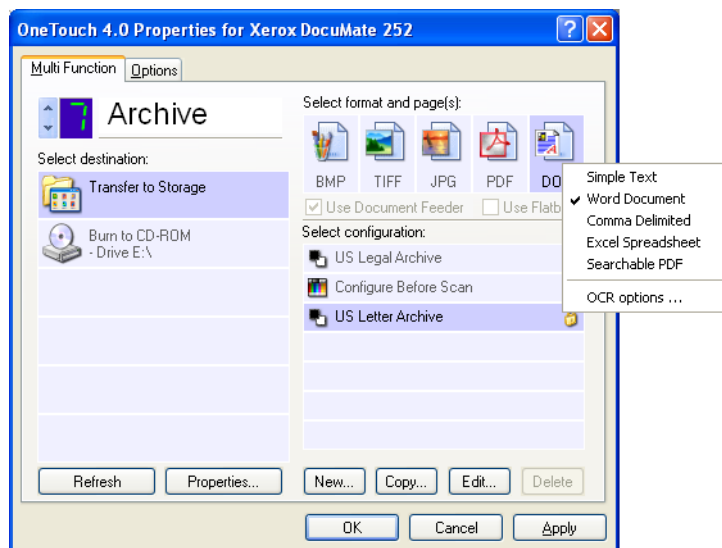 OneTouch 4.0 Properties for Xerox DocuMate 252
Multi Function
Options
7
Archive
Select destination:
Transfer to Storage
Burn to CD-ROM
- Drive E:\
Refresh
Properties...
Select format and page(s):
BMP
TIFF
JPG
PDF
DO
Use Document Feeder
Use Flatb
Select configuration:
US Legal Archive
Configure Before Scan
US Letter Archive
New...
Copy...
Edit...
Delete
Simple Text
Word Document
Comma Delimited
Excel Spreadsheet
Searchable PDF
OCR options ...
OK
Cancel
Apply